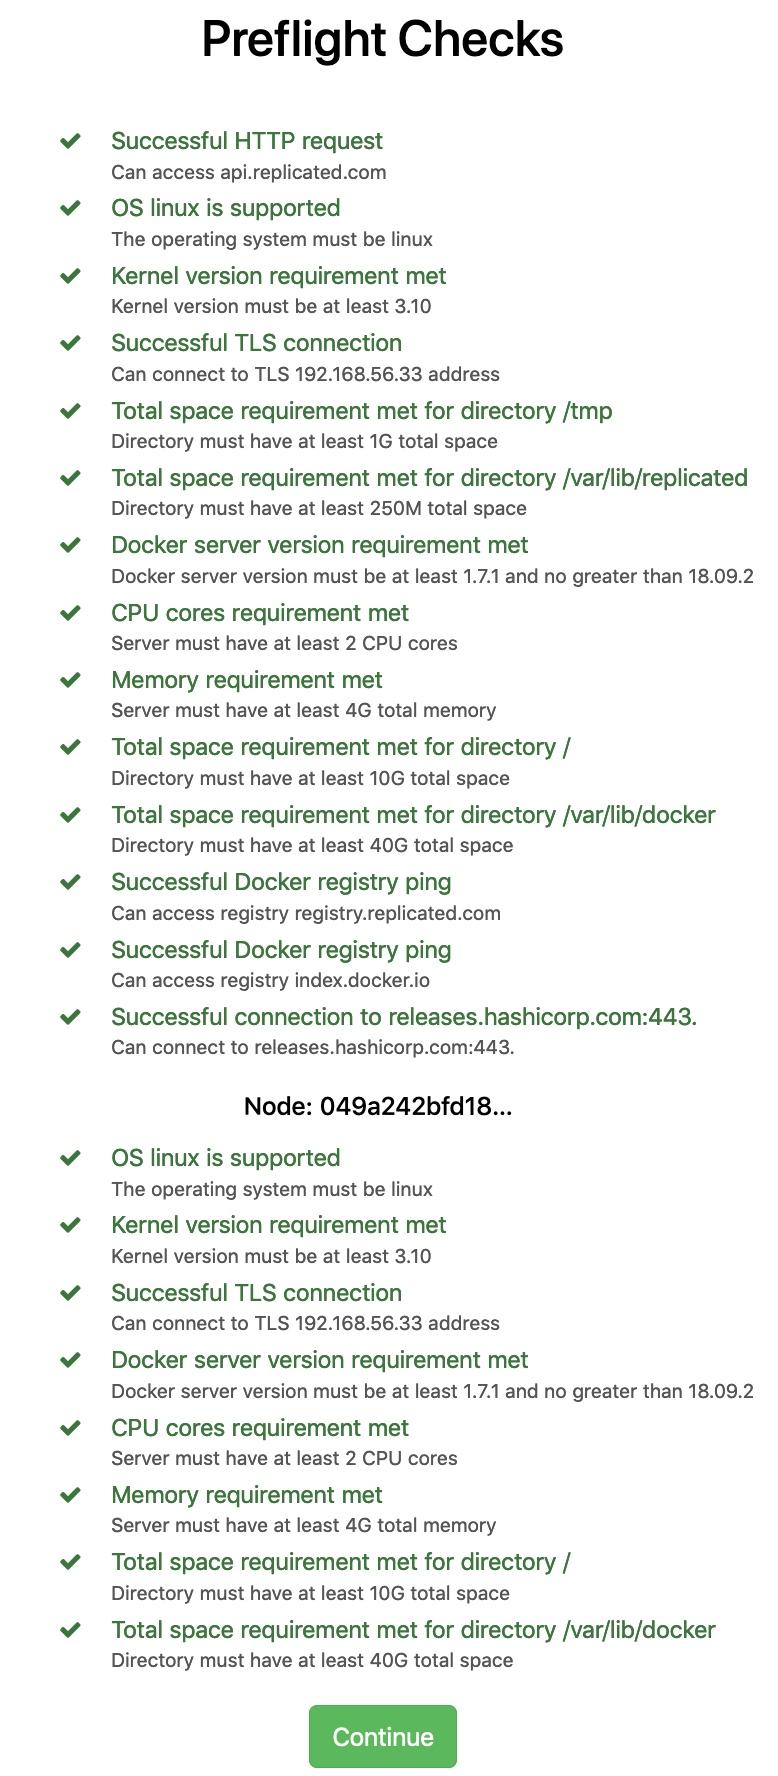 Preflight Checks
Successful HTTP request
Can access api.replicated.com
OS linux is supported
The operating system must be linux
Kernel version requirement met
Kernel version must be at least 3.10
Successful TLS connection
Can connect to TLS 192.168.56.33 address
Total space requirement met for directory /tmp
Directory must have at least 1G total space
Total space requirement met for directory /var/lib/replicated
Directory must have at least 250M total space
Docker server version requirement met
Docker server version must be at least 1.7.1 and no greater than 18.09.2
CPU cores requirement met
Server must have at least 2 CPU cores
Memory requirement met
Server must have at least 4G total memory
Total space requirement met for directory /
Directory must have at least 10G total space
Total space requirement met for directory /var/lib/docker
Directory must have at least 40G total space
Successful Docker registry ping
Can access registry registry.replicated.com
Successful Docker registry ping
Can access registry index.docker.io
Successful connection to releases.hashicorp.com:443.
Can connect to releases.hashicorp.com:443.
Node: 049a242bfd18...
OS linux is supported
The operating system must be linux
Kernel version requirement met
Kernel version must be at least 3.10
Successful TLS connection
Can connect to TLS 192.168.56.33 address
Docker server version requirement met
Docker server version must be at least 1.7.1 and no greater than 18.09.2
CPU cores requirement met
Server must have at least 2 CPU cores
Memory requirement met
Server must have at least 4G total memory
Total space requirement met for directory /
Directory must have at least 10G total space
Total space requirement met for directory /var/lib/docker
Directory must have at least 40G total space
Continue